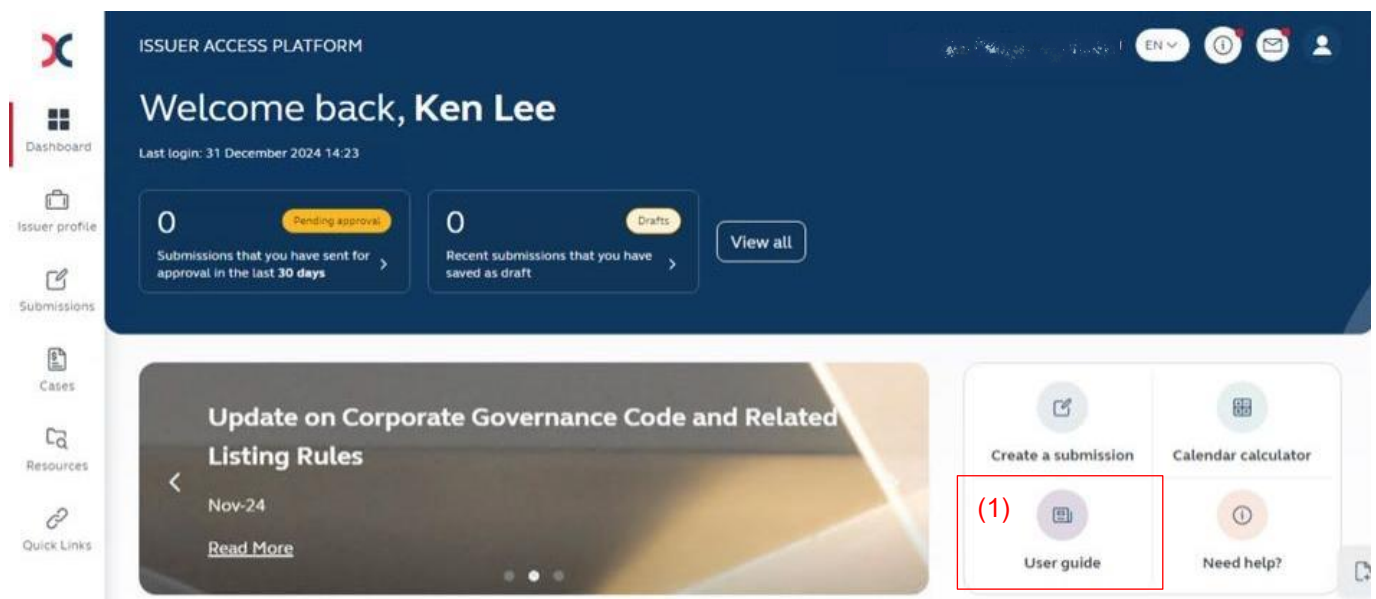 ISSUER ACCESS PLATFORM
EN
Welcome back, Ken Lee
Last login: 31 December 2024 14:23
Dashboard
Issuer profile
Submissions
Cases
Resources
Quick Links
0
Pending approval
Submissions that you have sent for
approval in the last 30 days
0
Drafts
Recent submissions that you have
saved as draft
View all
Update on Corporate Governance Code and Related
Listing Rules
Nov-24
Read More
Create a submission
Calendar calculator
(1)
User guide
Need help?